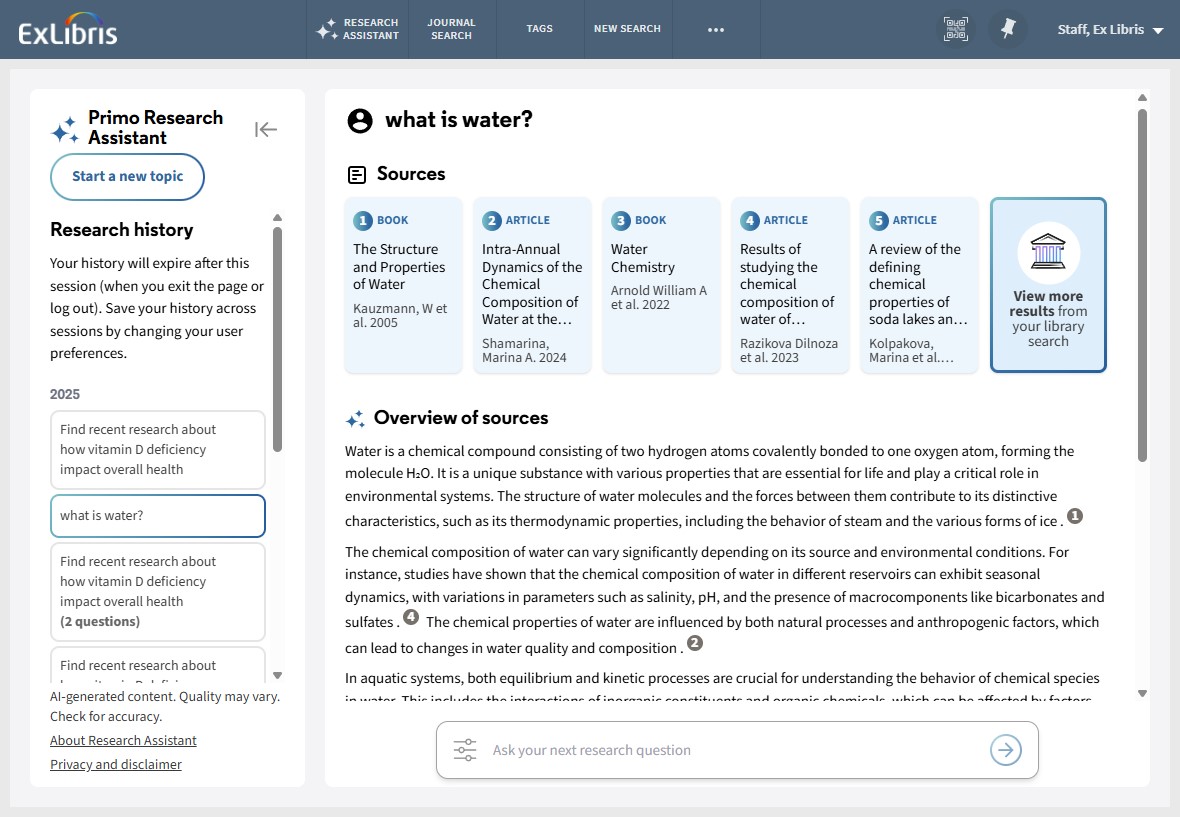 ExLibris
RESEARCH
ASSISTANT
JOURNAL
SEARCH
TAGS
NEW SEARCH
Staff, Ex Libris
Primo Research
Assistant
Start a new topic
Research history
Your history will expire after this
session (when you exit the page or
log out). Save your history across
sessions by changing your user
preferences.
2025
Find recent research about
how vitamin D deficiency
impact overall health
what is water?
Find recent research about
how vitamin D deficiency
impact overall health
(2 questions)
Find recent research about
AI-generated content. Quality may vary.
Check for accuracy.
About Research Assistant
Privacy and disclaimer
what is water?
Sources
1 BOOK
The Structure
and Properties
of Water
Kauzmann, W et
al. 2005
2 ARTICLE
Intra-Annual
Dynamics of the
Chemical
Composition of
Water at the…
Shamarina,
Marina A. 2024
3 BOOK
Water
Chemistry
Arnold William A
et al. 2022
4 ARTICLE
Results of
studying the
chemical
composition of
water of…
Razikova Dilnoza
et al. 2023
5 ARTICLE
A review of the
defining
chemical
properties of
soda lakes an…
Kolpakova,
Marina et al.…
View more
results from
your library
search
Overview of sources
Water is a chemical compound consisting of two hydrogen atoms covalently bonded to one oxygen atom, forming the
molecule H₂O. It is a unique substance with various properties that are essential for life and play a critical role in
environmental systems. The structure of water molecules and the forces between them contribute to its distinctive
characteristics, such as its thermodynamic properties, including the behavior of steam and the various forms of ice . 1
The chemical composition of water can vary significantly depending on its source and environmental conditions. For
instance, studies have shown that the chemical composition of water in different reservoirs can exhibit seasonal
dynamics, with variations in parameters such as salinity, pH, and the presence of macrocomponents like bicarbonates and
sulfates . 4 The chemical properties of water are influenced by both natural processes and anthropogenic factors, which
can lead to changes in water quality and composition . 2
In aquatic systems, both equilibrium and kinetic processes are crucial for understanding the behavior of chemical species
in water. This includes the interactions of inorganic constituents and organic chemicals, which can be affected by factors
Ask your next research question